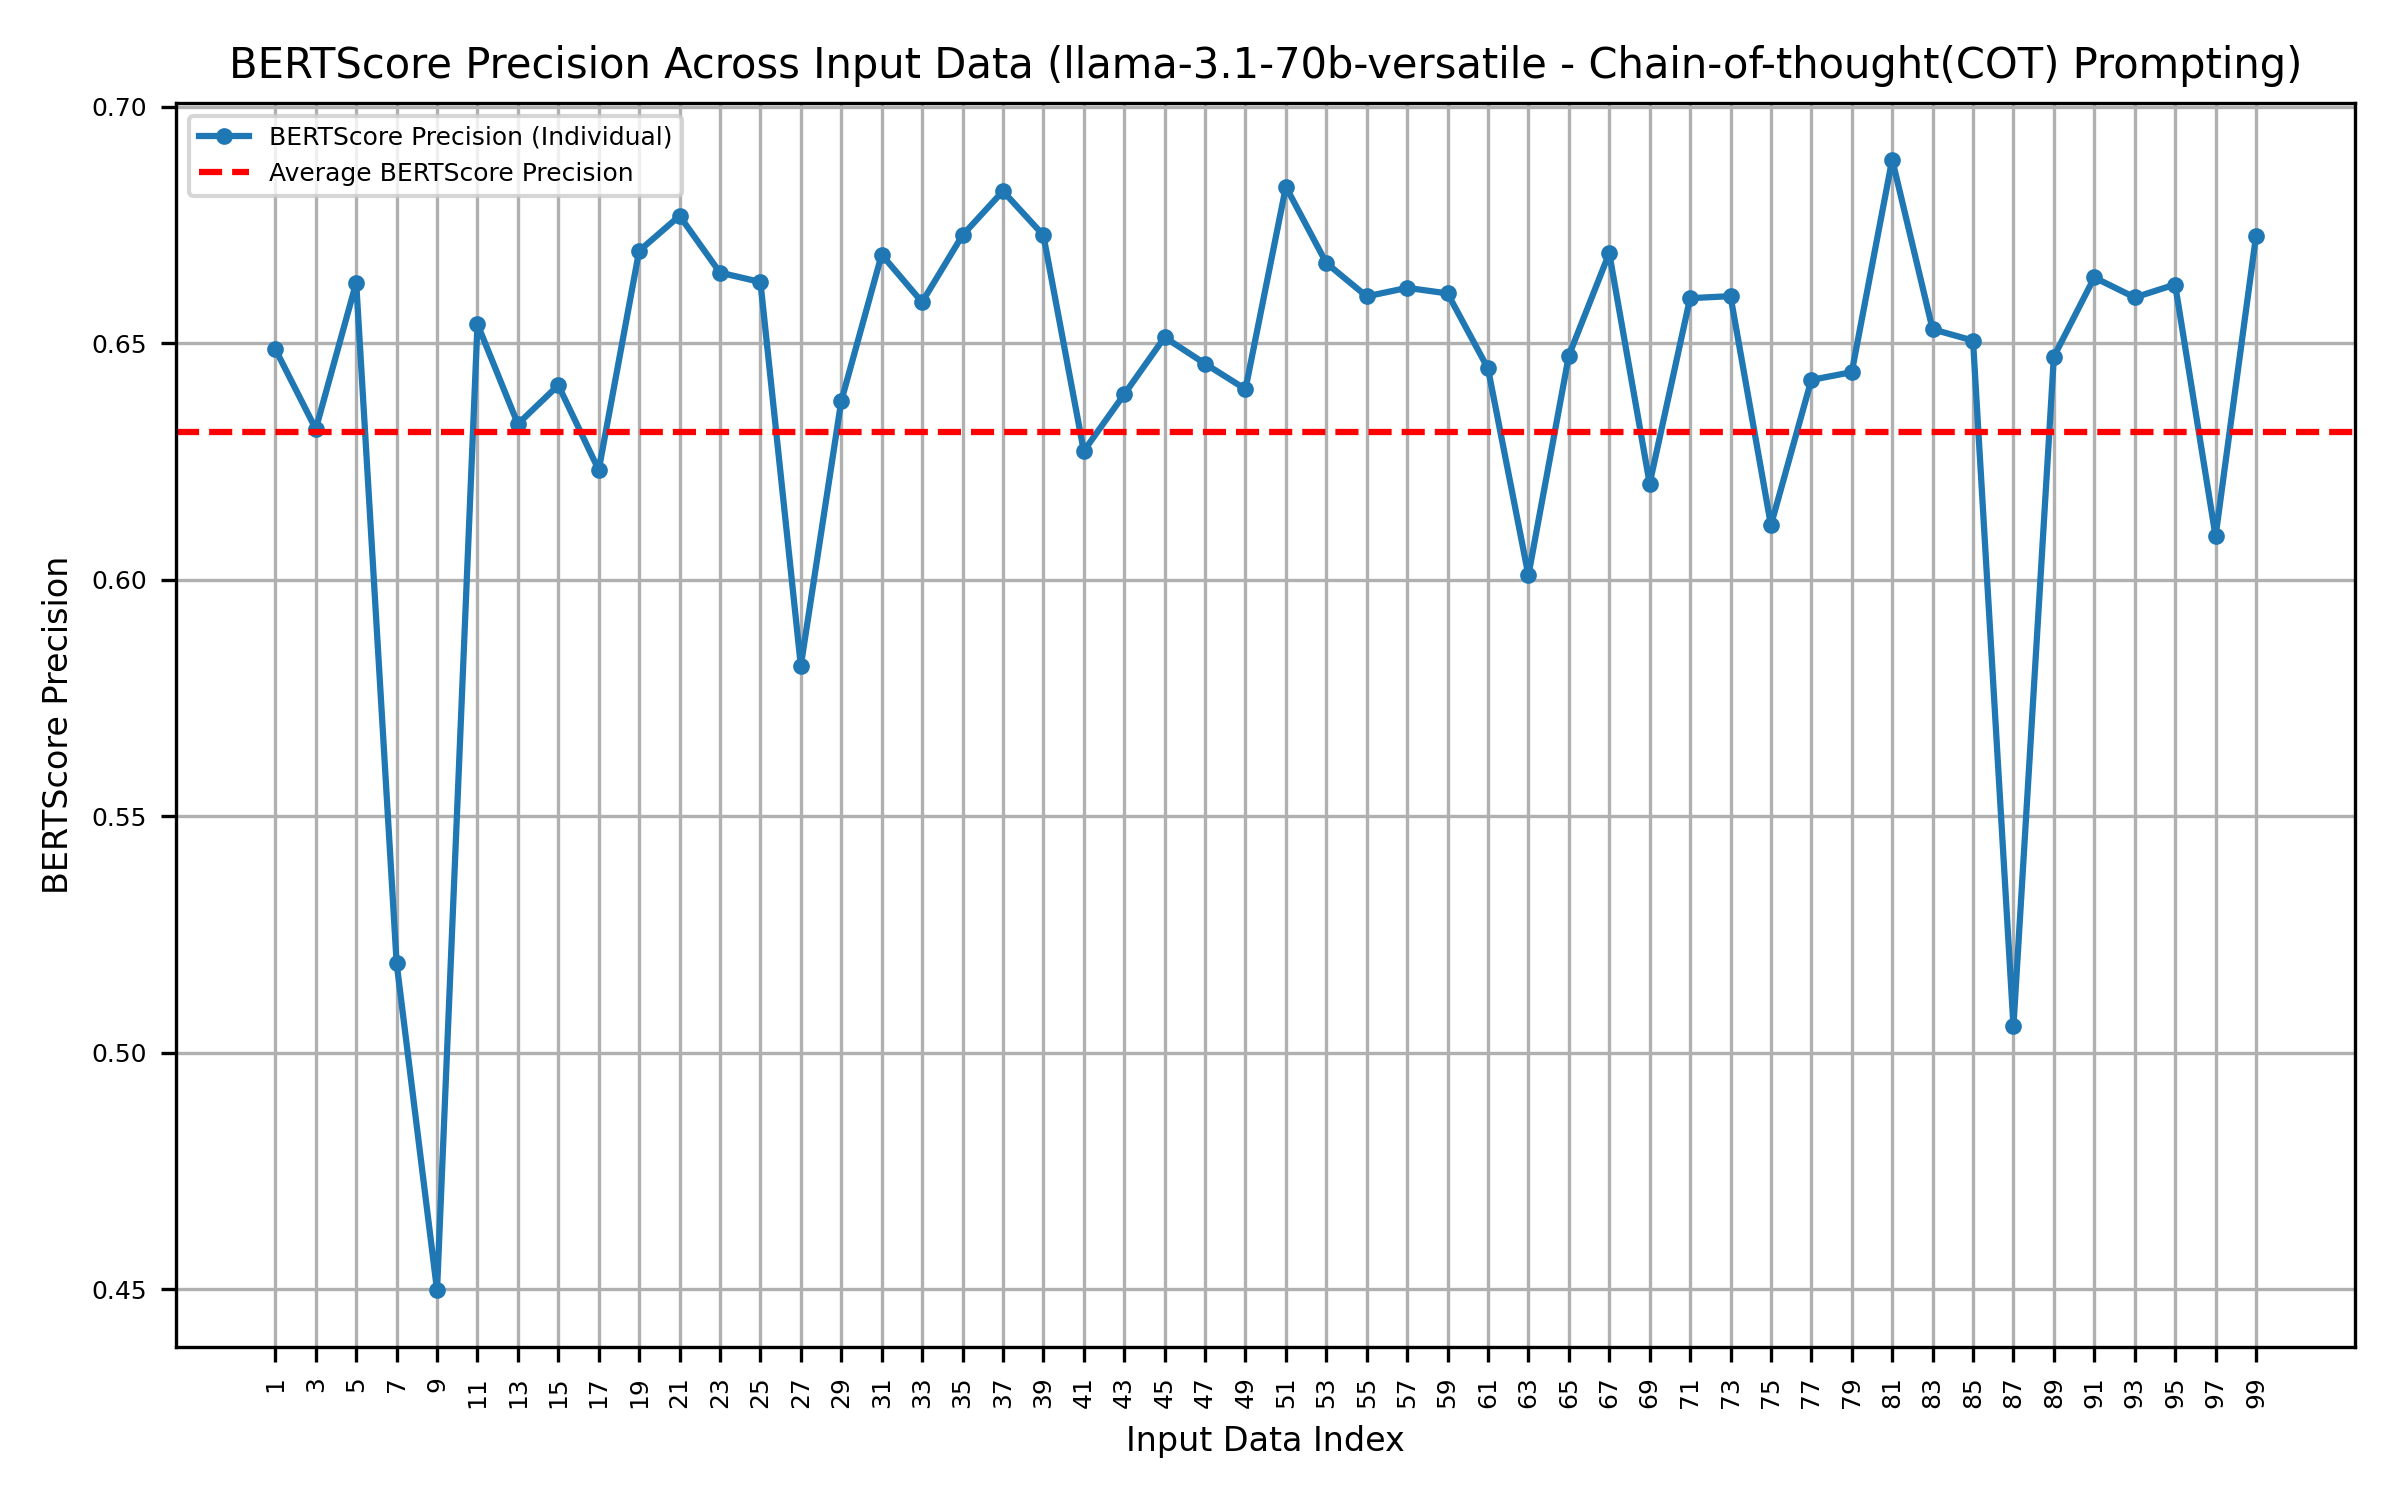 BERTScore Precision Across Input Data (llama-3.1-70b-versatile - Chain-of-thought(COT) Prompting)
BERTScore Precision (Individual)
Average BERTScore Precision
BERTScore Precision
0.70
0.65
0.60
0.55
0.50
0.45
1 3 5 7 9 11 13 15 17 19 21 23 25 27 29 31 33 35 37 39 41 43 45 47 49 51 53 55 57 59 61 63 65 67 69 71 73 75 77 79 81 83 85 87 89 91 93 95 97 99
Input Data Index